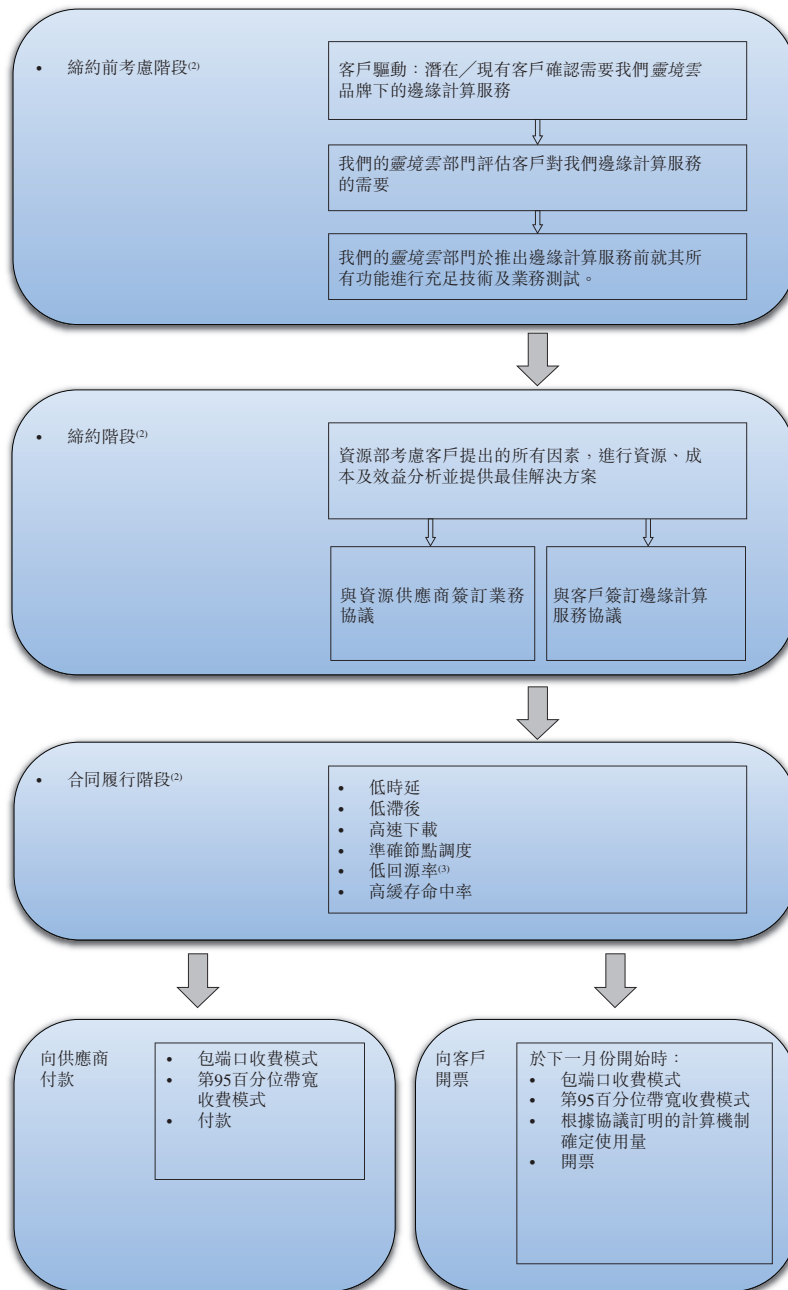 • 締約前考慮階段(2)
客戶驅動：潛在／現有客戶確認需要我們靈境雲
品牌下的邊緣計算服務
我們的靈境雲部門評估客戶對我們邊緣計算服務
的需要
我們的靈境雲部門於推出邊緣計算服務前就其所
有功能進行充足技術及業務測試。
• 締約階段(2)
資源部考慮客戶提出的所有因素，進行資源、成
本及效益分析並提供最佳解決方案
與資源供應商簽訂業務
協議
與客戶簽訂邊緣計算
服務協議
• 合同履行階段(2)
• 低時延
• 低滯後
• 高速下載
• 準確節點調度
• 低回源率(3)
• 高緩存命中率
向供應商
付款
• 包端口收費模式
• 第95百分位帶寬
收費模式
• 付款
向客戶
開票
於下一月份開始時：
• 包端口收費模式
• 第95百分位帶寬收費模式
• 根據協議訂明的計算機制
確定使用量
• 開票